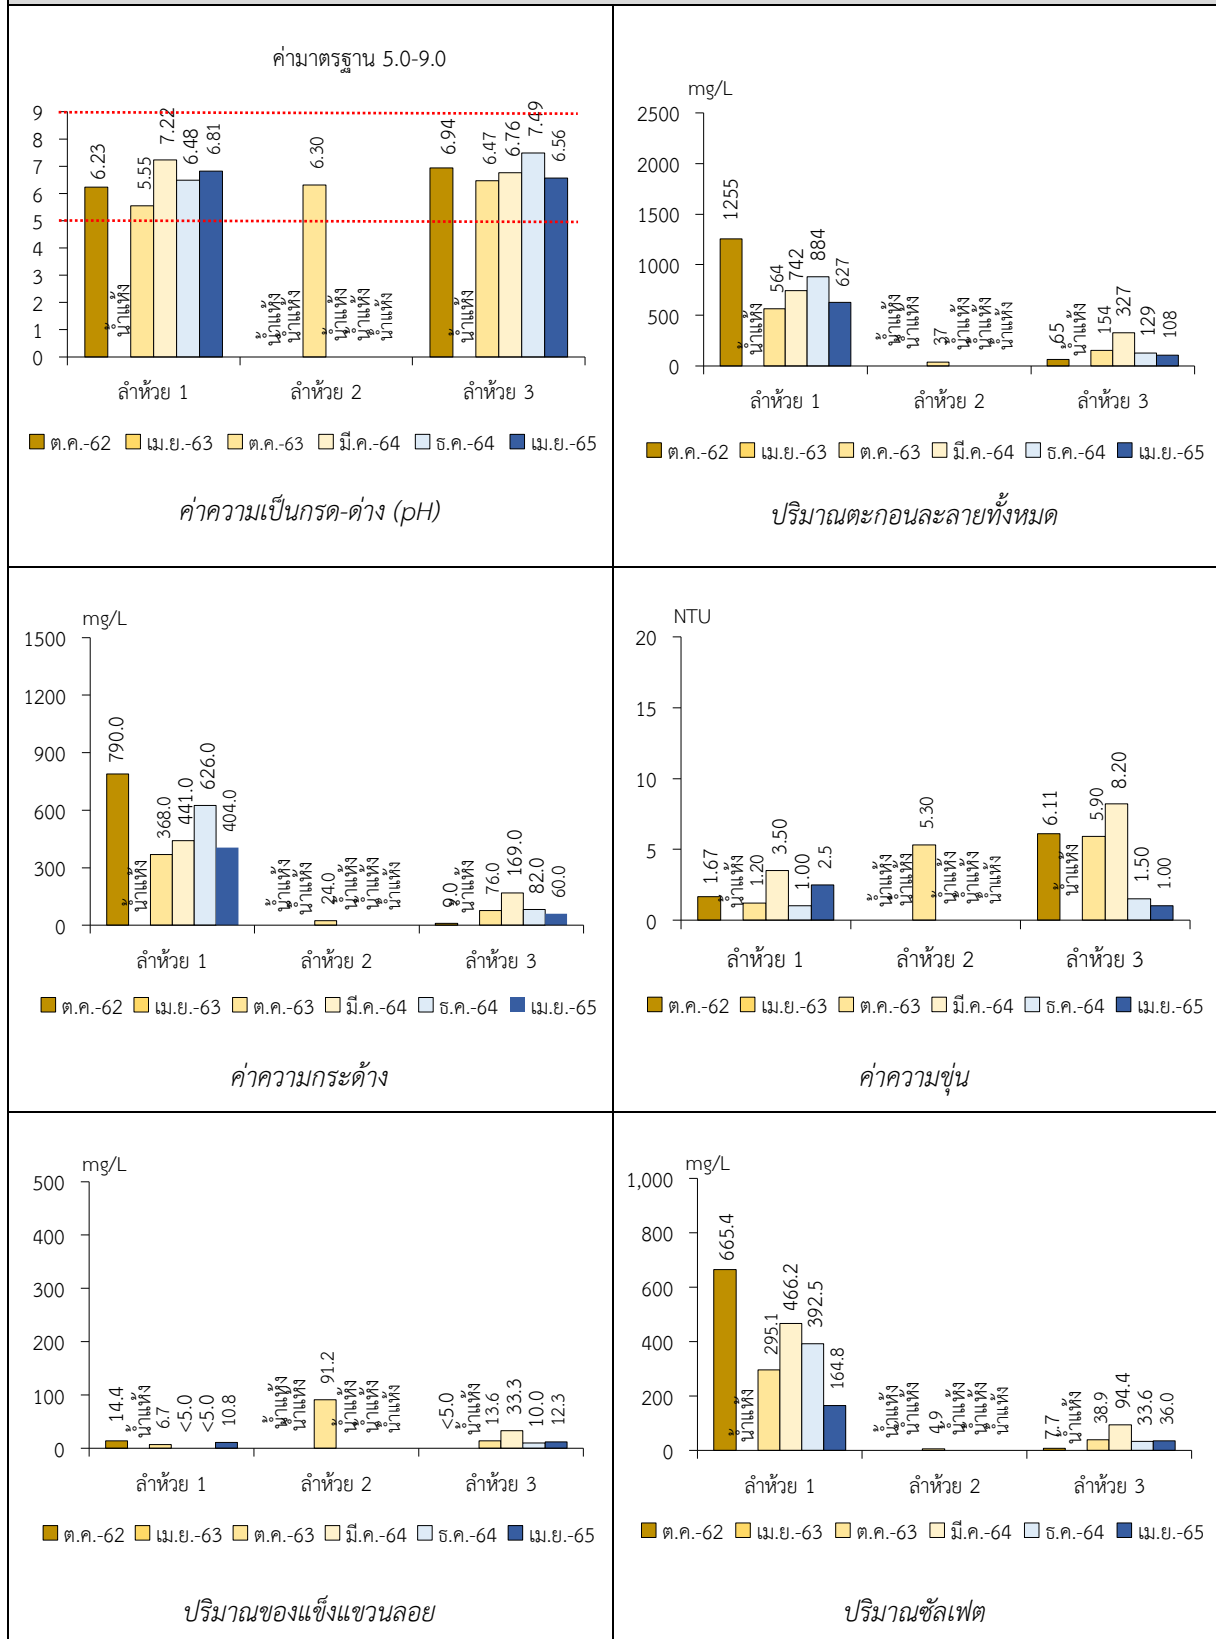 ค่ามาตรฐาน 5.0-9.0
9
8
7
6
5
4
3
2
1
0
6.23
น้ำแห้ง
5.55
7.22
6.48
6.81
น้ำแห้ง
น้ำแห้ง
6.30
น้ำแห้ง
น้ำแห้ง
น้ำแห้ง
6.94
น้ำแห้ง
6.47
6.76
7.49
6.56
ลำห้วย 1 ลำห้วย 2 ลำห้วย 3
ต.ค.-62 เม.ย.-63 ต.ค.-63 มี.ค.-64 ธ.ค.-64 เม.ย.-65
ค่าความเป็นกรด-ด่าง (pH)
mg/L
2500
2000
1500
1000
500
0
1255
น้ำแห้ง
564
742
884
627
น้ำแห้ง
น้ำแห้ง
37
น้ำแห้ง
น้ำแห้ง
น้ำแห้ง
65
น้ำแห้ง
154
327
129
108
ลำห้วย 1 ลำห้วย 2 ลำห้วย 3
ต.ค.-62 เม.ย.-63 ต.ค.-63 มี.ค.-64 ธ.ค.-64 เม.ย.-65
ปริมาณตะกอนละลายทั้งหมด
mg/L
1500
1200
900
600
300
0
790.0
น้ำแห้ง
368.0
441.0
626.0
404.0
น้ำแห้ง
น้ำแห้ง
24.0
น้ำแห้ง
น้ำแห้ง
น้ำแห้ง
9.0
น้ำแห้ง
76.0
169.0
82.0
60.0
ลำห้วย 1 ลำห้วย 2 ลำห้วย 3
ต.ค.-62 เม.ย.-63 ต.ค.-63 มี.ค.-64 ธ.ค.-64 เม.ย.-65
ค่าความกระด้าง
NTU
20
15
10
5
0
1.67
น้ำแห้ง
1.20
3.50
1.00
2.5
น้ำแห้ง
น้ำแห้ง
5.30
น้ำแห้ง
น้ำแห้ง
น้ำแห้ง
6.11
น้ำแห้ง
5.90
8.20
1.50
1.00
ลำห้วย 1 ลำห้วย 2 ลำห้วย 3
ต.ค.-62 เม.ย.-63 ต.ค.-63 มี.ค.-64 ธ.ค.-64 เม.ย.-65
ค่าความขุ่น
mg/L
500
400
300
200
100
0
14.4
น้ำแห้ง
6.7
<5.0
<5.0
10.8
น้ำแห้ง
น้ำแห้ง
91.2
น้ำแห้ง
น้ำแห้ง
น้ำแห้ง
<5.0
น้ำแห้ง
13.6
33.3
10.0
12.3
ลำห้วย 1 ลำห้วย 2 ลำห้วย 3
ต.ค.-62 เม.ย.-63 ต.ค.-63 มี.ค.-64 ธ.ค.-64 เม.ย.-65
ปริมาณของแข็งแขวนลอย
mg/L
1,000
800
600
400
200
0
665.4
น้ำแห้ง
295.1
466.2
392.5
164.8
น้ำแห้ง
น้ำแห้ง
4.9
น้ำแห้ง
น้ำแห้ง
น้ำแห้ง
7.7
น้ำแห้ง
38.9
94.4
33.6
36.0
ลำห้วย 1 ลำห้วย 2 ลำห้วย 3
ต.ค.-62 เม.ย.-63 ต.ค.-63 มี.ค.-64 ธ.ค.-64 เม.ย.-65
ปริมาณซัลเฟต